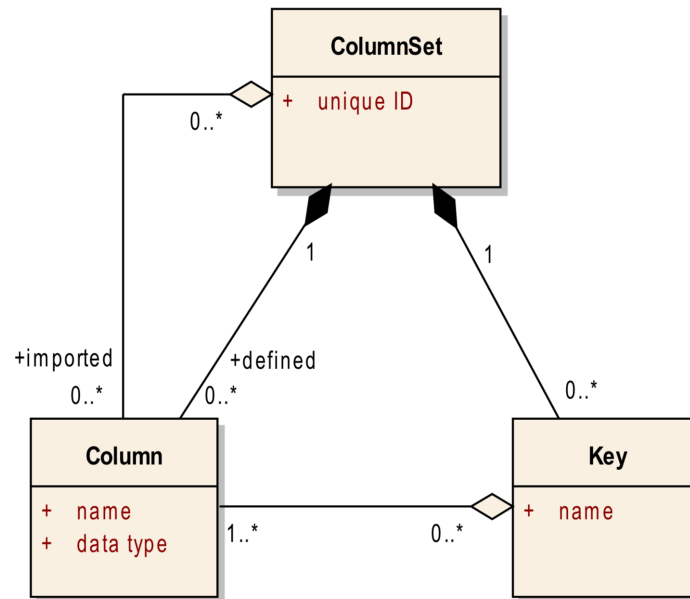 ColumnSet
+ unique ID
0..*
1
1
+imported
+defined
0..*
0..*
0..*
Column
+ name
+ data type
Key
+ name
1..*
0..*